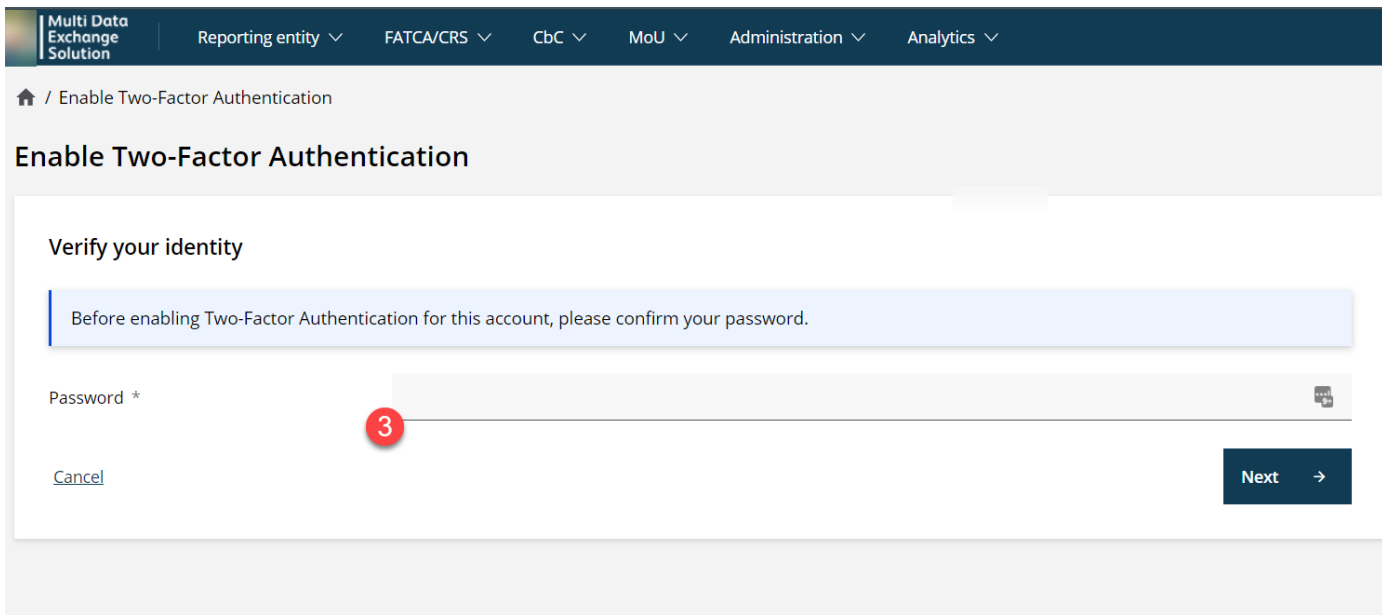 Multi Data
Exchange
Solution
Reporting entity
FATCA/CRS
CbC
MoU
Administration
Analytics
/ Enable Two-Factor Authentication
Enable Two-Factor Authentication
Verify your identity
Before enabling Two-Factor Authentication for this account, please confirm your password.
Password *
3
Cancel
Next